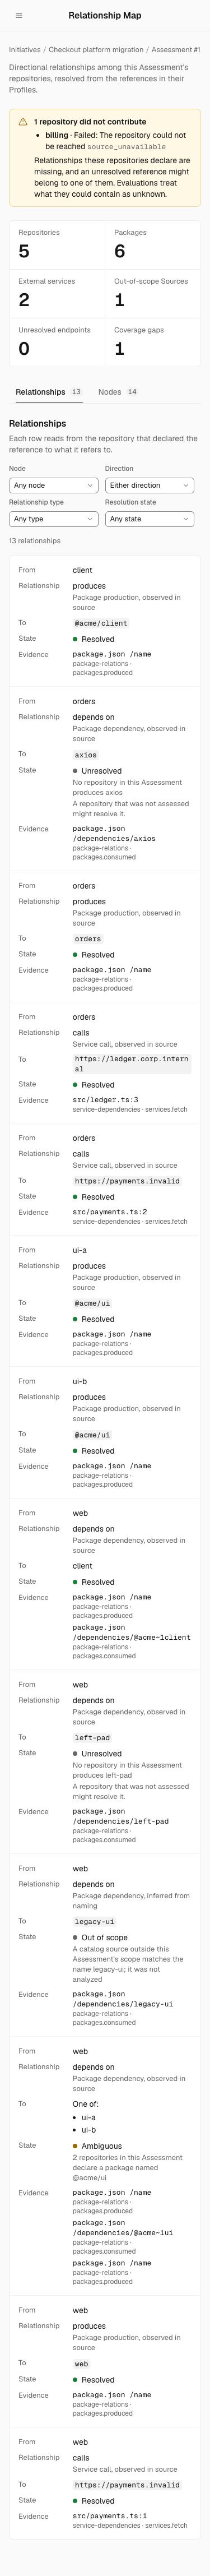 Relationship Map
Initiatives / Checkout platform migration / Assessment #1
Directional relationships among this Assessment's
repositories, resolved from the references in their
Profiles.
1 repository did not contribute
billing · Failed: The repository could not
be reached source_unavailable
Relationships these repositories declare are
missing, and an unresolved reference might
belong to one of them. Evaluations treat
what they could contain as unknown.
Repositories
5
Packages
6
External services
2
Out-of-scope Sources
1
Unresolved endpoints
0
Coverage gaps
1
Relationships 13
Nodes 14
Relationships
Each row reads from the repository that declared the
reference to what it refers to.
Node
Direction
Any node
Either direction
Relationship type
Resolution state
Any type
Any state
13 relationships
From client
Relationship produces
Package production, observed in
source
To @acme/client
State Resolved
Evidence package.json /name
package-relations ·
packages.produced
From orders
Relationship depends on
Package dependency, observed in
source
To axios
State Unresolved
No repository in this Assessment
produces axios
A repository that was not assessed
might resolve it.
Evidence package.json
/dependencies/axios
package-relations ·
packages.consumed
From orders
Relationship produces
Package production, observed in
source
To orders
State Resolved
Evidence package.json /name
package-relations ·
packages.produced
From orders
Relationship calls
Service call, observed in source
To https://ledger.corp.intern
al
State Resolved
Evidence src/ledger.ts:3
service-dependencies · services.fetch
From orders
Relationship calls
Service call, observed in source
To https://payments.invalid
State Resolved
Evidence src/payments.ts:2
service-dependencies · services.fetch
From ui-a
Relationship produces
Package production, observed in
source
To @acme/ui
State Resolved
Evidence package.json /name
package-relations ·
packages.produced
From ui-b
Relationship produces
Package production, observed in
source
To @acme/ui
State Resolved
Evidence package.json /name
package-relations ·
packages.produced
From web
Relationship depends on
Package dependency, observed in
source
To client
State Resolved
Evidence package.json /name
package-relations ·
packages.produced
package.json
/dependencies/@acme~1client
package-relations ·
packages.consumed
From web
Relationship depends on
Package dependency, observed in
source
To left-pad
State Unresolved
No repository in this Assessment
produces left-pad
A repository that was not assessed
might resolve it.
Evidence package.json
/dependencies/left-pad
package-relations ·
packages.consumed
From web
Relationship depends on
Package dependency, inferred from
naming
To legacy-ui
State Out of scope
A catalog source outside this
Assessment's scope matches the
name legacy-ui; it was not
analyzed
Evidence package.json
/dependencies/legacy-ui
package-relations ·
packages.consumed
From web
Relationship depends on
Package dependency, observed in
source
To One of:
ui-a
ui-b
State Ambiguous
2 repositories in this Assessment
declare a package named
@acme/ui
Evidence package.json /name
package-relations ·
packages.produced
package.json
/dependencies/@acme~1ui
package-relations ·
packages.consumed
package.json /name
package-relations ·
packages.produced
From web
Relationship produces
Package production, observed in
source
To web
State Resolved
Evidence package.json /name
package-relations ·
packages.produced
From web
Relationship calls
Service call, observed in source
To https://payments.invalid
State Resolved
Evidence src/payments.ts:1
service-dependencies · services.fetch